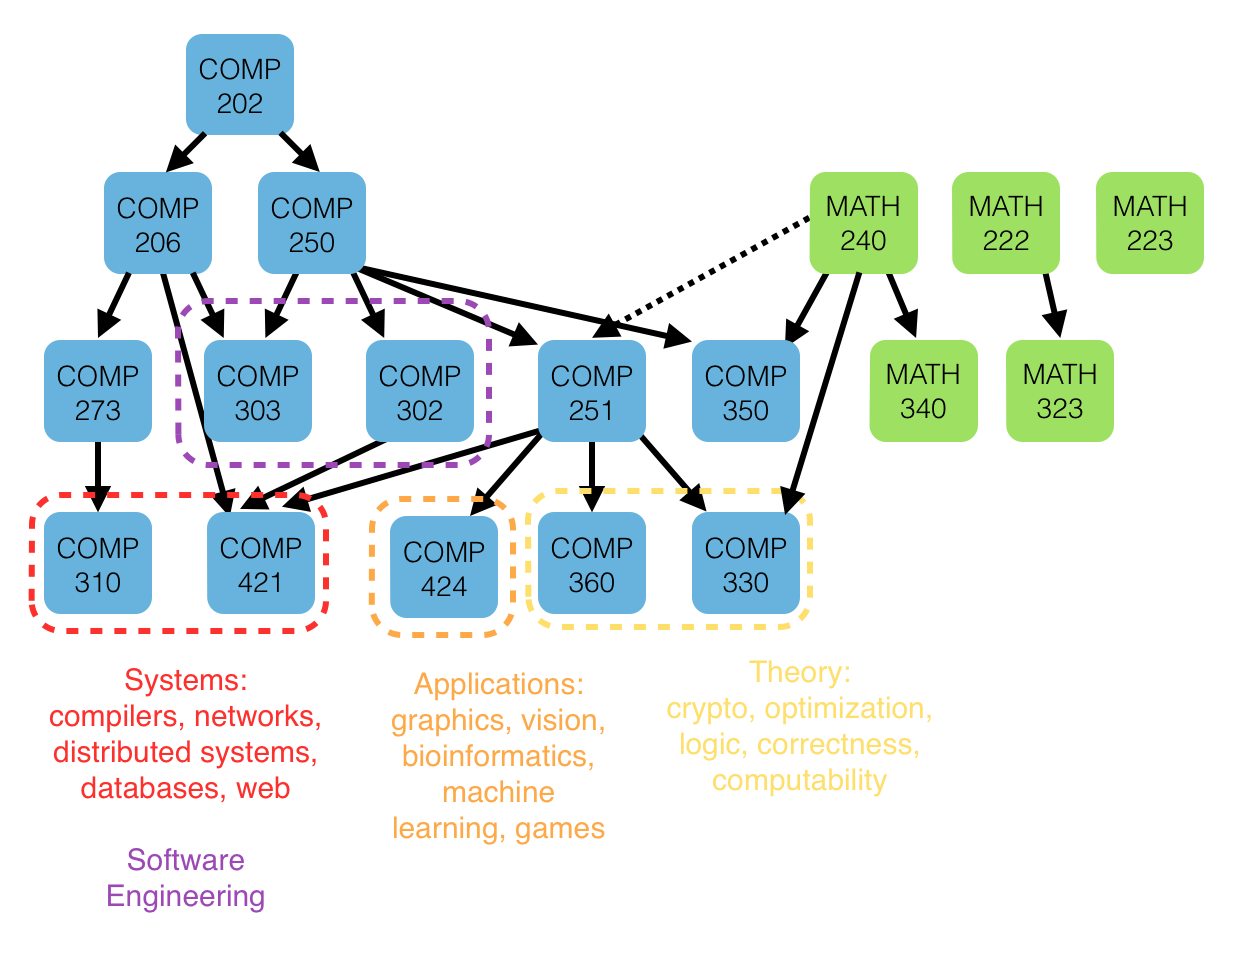 COMP
202
COMP
206
COMP
250
MATH
240
MATH
222
MATH
223
COMP
273
COMP
303
COMP
302
COMP
251
COMP
350
MATH
340
MATH
323
COMP
310
COMP
421
COMP
424
COMP
360
COMP
330
Systems:
compilers, networks,
distributed systems,
databases, web
Applications:
graphics, vision,
bioinformatics,
machine
learning, games
Theory:
crypto, optimization,
logic, correctness,
computability
Software
Engineering